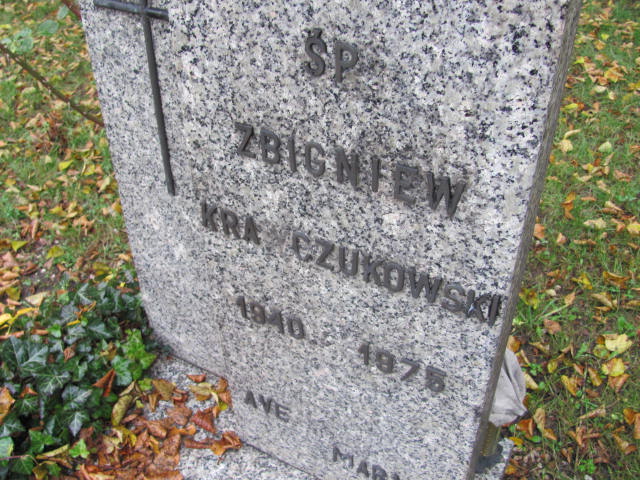 ŚP
ZBIGNIEW
KRA CZUKOWSKI
1940 1975
AVE